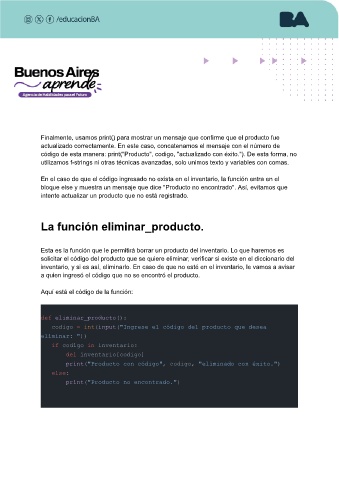 /educacionBA
BA
Buenos Aires
aprende
Agencia de Habilidades para el Futuro
Finalmente, usamos print() para mostrar un mensaje que confirme que el producto fue
actualizado correctamente. En este caso, concatenamos el mensaje con el número de
código de esta manera: print("Producto", codigo, "actualizado con éxito."). De esta forma, no
utilizamos f-strings ni otras técnicas avanzadas, solo unimos texto y variables con comas.
En el caso de que el código ingresado no exista en el inventario, la función entra en el
bloque else y muestra un mensaje que dice "Producto no encontrado". Así, evitamos que
intente actualizar un producto que no está registrado.
La función eliminar_producto.
Esta es la función que le permitirá borrar un producto del inventario. Lo que haremos es
solicitar el código del producto que se quiere eliminar, verificar si existe en el diccionario del
inventario, y si es así, eliminarlo. En caso de que no esté en el inventario, le vamos a avisar
a quien ingresó el código que no se encontró el producto.
Aquí está el código de la función:
def eliminar_producto():
codigo = int(input("Ingrese el código del producto que desea
eliminar: "))
if codigo in inventario:
del inventario[codigo]
print("Producto con código", codigo, "eliminado con éxito.")
else:
print("Producto no encontrado.")